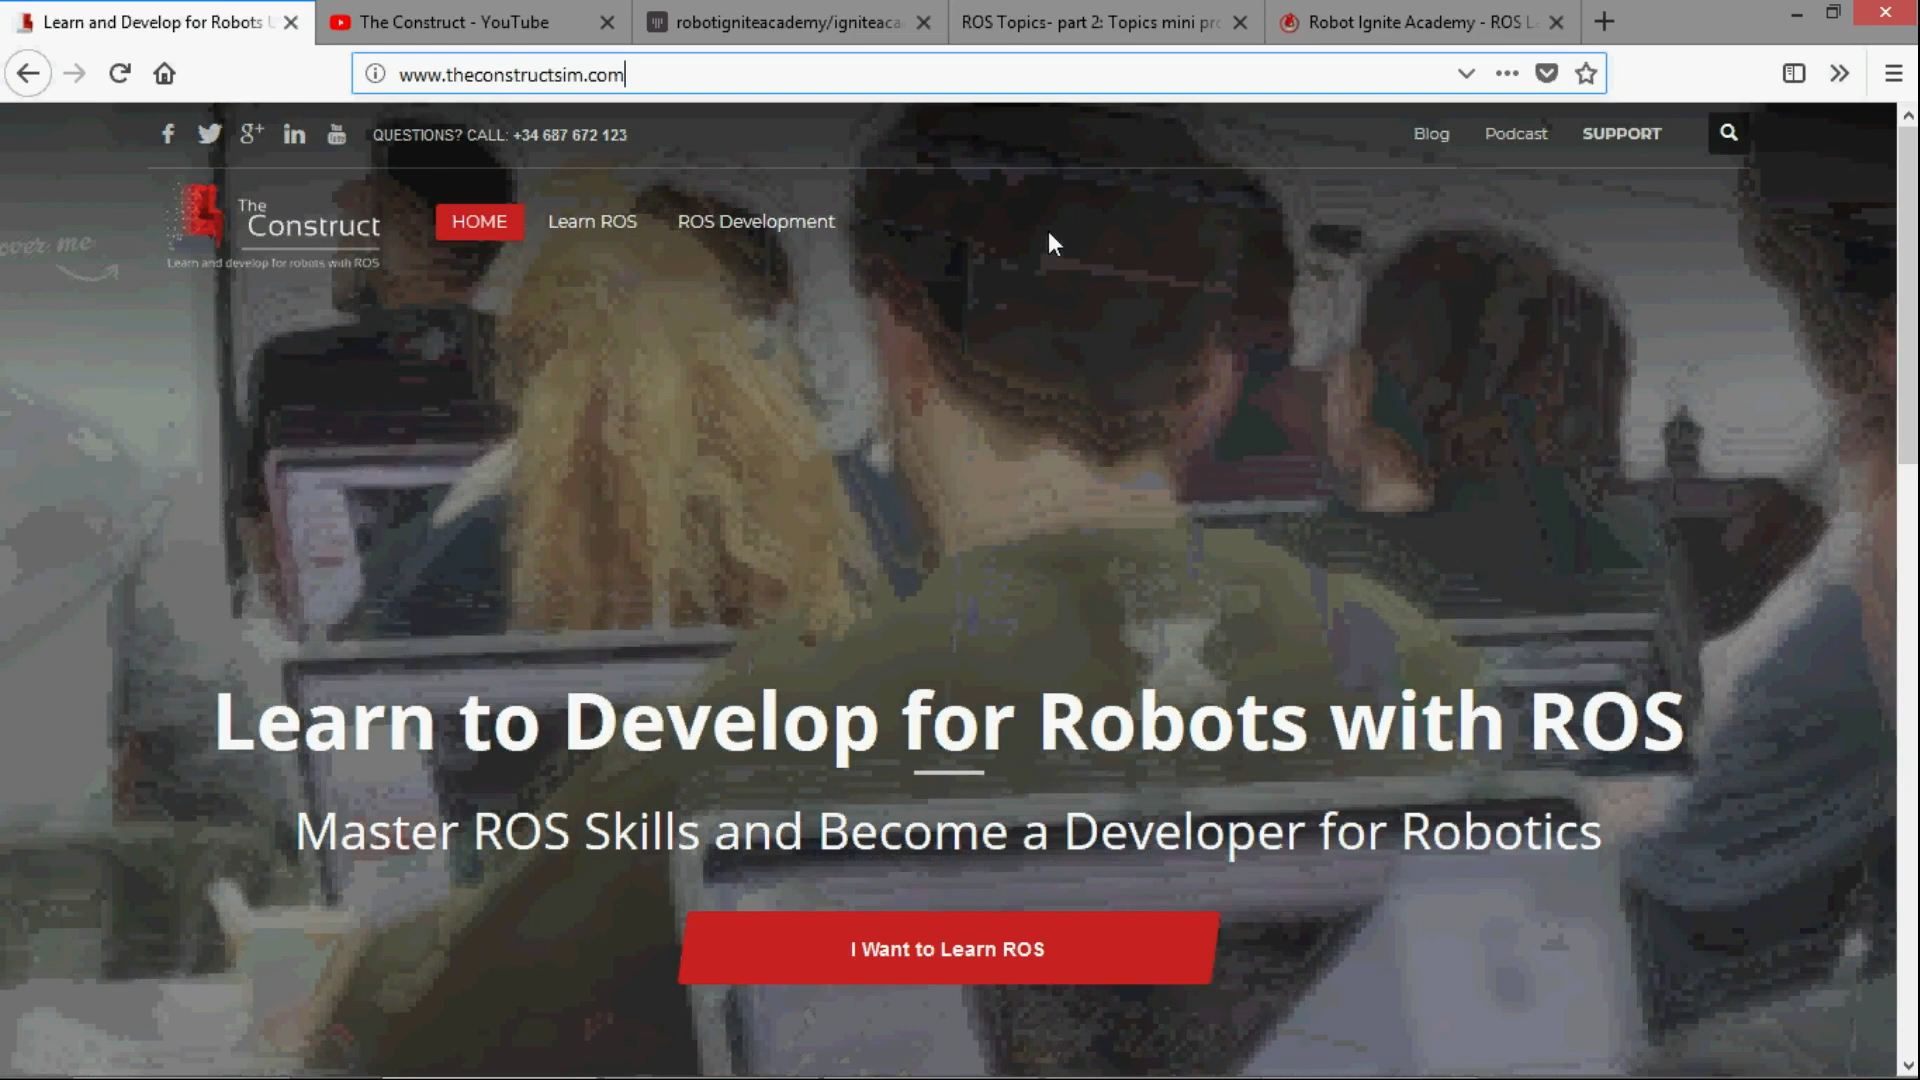 Learn and Develop for Robots U
The Construct - YouTube
robotigniteacademy/igniteaca
ROS Topics- part 2: Topics mini pro
Robot Ignite Academy - ROS L
www.theconstructsim.com
QUESTIONS? CALL: +34 687 672 123
Blog
Podcast
SUPPORT
over me
The
Construct
Learn and develop for robots with ROS
HOME
Learn ROS
ROS Development
Learn to Develop for Robots with ROS
Master ROS Skills and Become a Developer for Robotics
I Want to Learn ROS